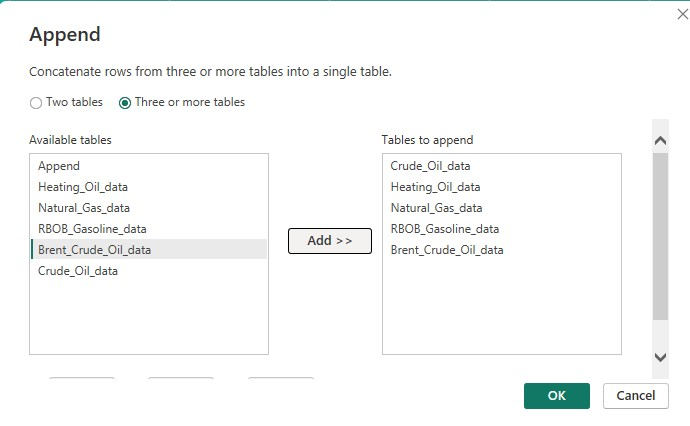 Append
Concatenate rows from three or more tables into a single table.
Two tables
Three or more tables
Available tables
Append
Heating_Oil_data
Natural_Gas_data
RBOB_Gasoline_data
Brent_Crude_Oil_data
Crude_Oil_data
Add >>
Tables to append
Crude_Oil_data
Heating_Oil_data
Natural_Gas_data
RBOB_Gasoline_data
Brent_Crude_Oil_data
OK
Cancel